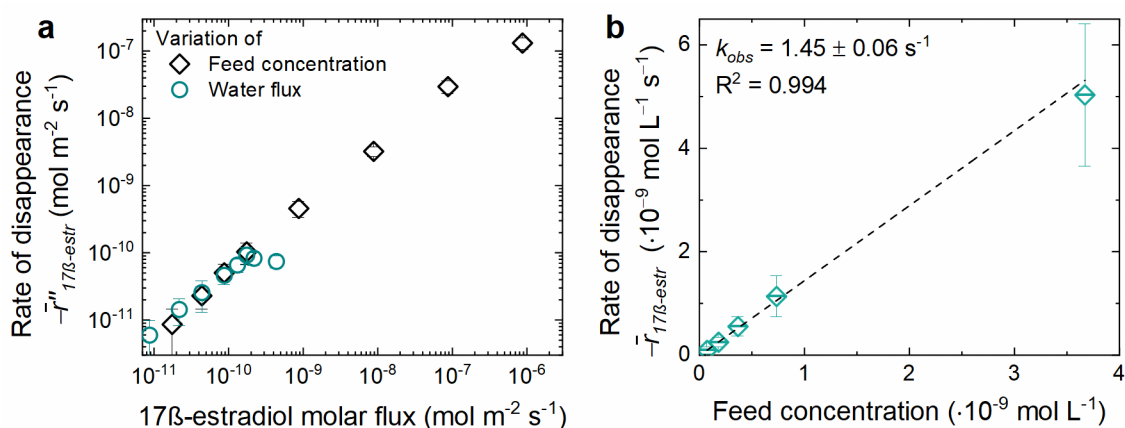 a
Variation of
Feed concentration
Water flux
10⁻⁷
10⁻⁸
10⁻⁹
10⁻¹⁰
10⁻¹¹
Rate of disappearance
–r̄″17ß-estr (mol m⁻² s⁻¹)
10⁻¹¹ 10⁻¹⁰ 10⁻⁹ 10⁻⁸ 10⁻⁷ 10⁻⁶
17ß-estradiol molar flux (mol m⁻² s⁻¹)
b
kobs = 1.45 ± 0.06 s⁻¹
R² = 0.994
6
4
2
0
Rate of disappearance
–r̄17ß-estr (·10⁻⁹ mol L⁻¹ s⁻¹)
0 1 2 3 4
Feed concentration (·10⁻⁹ mol L⁻¹)